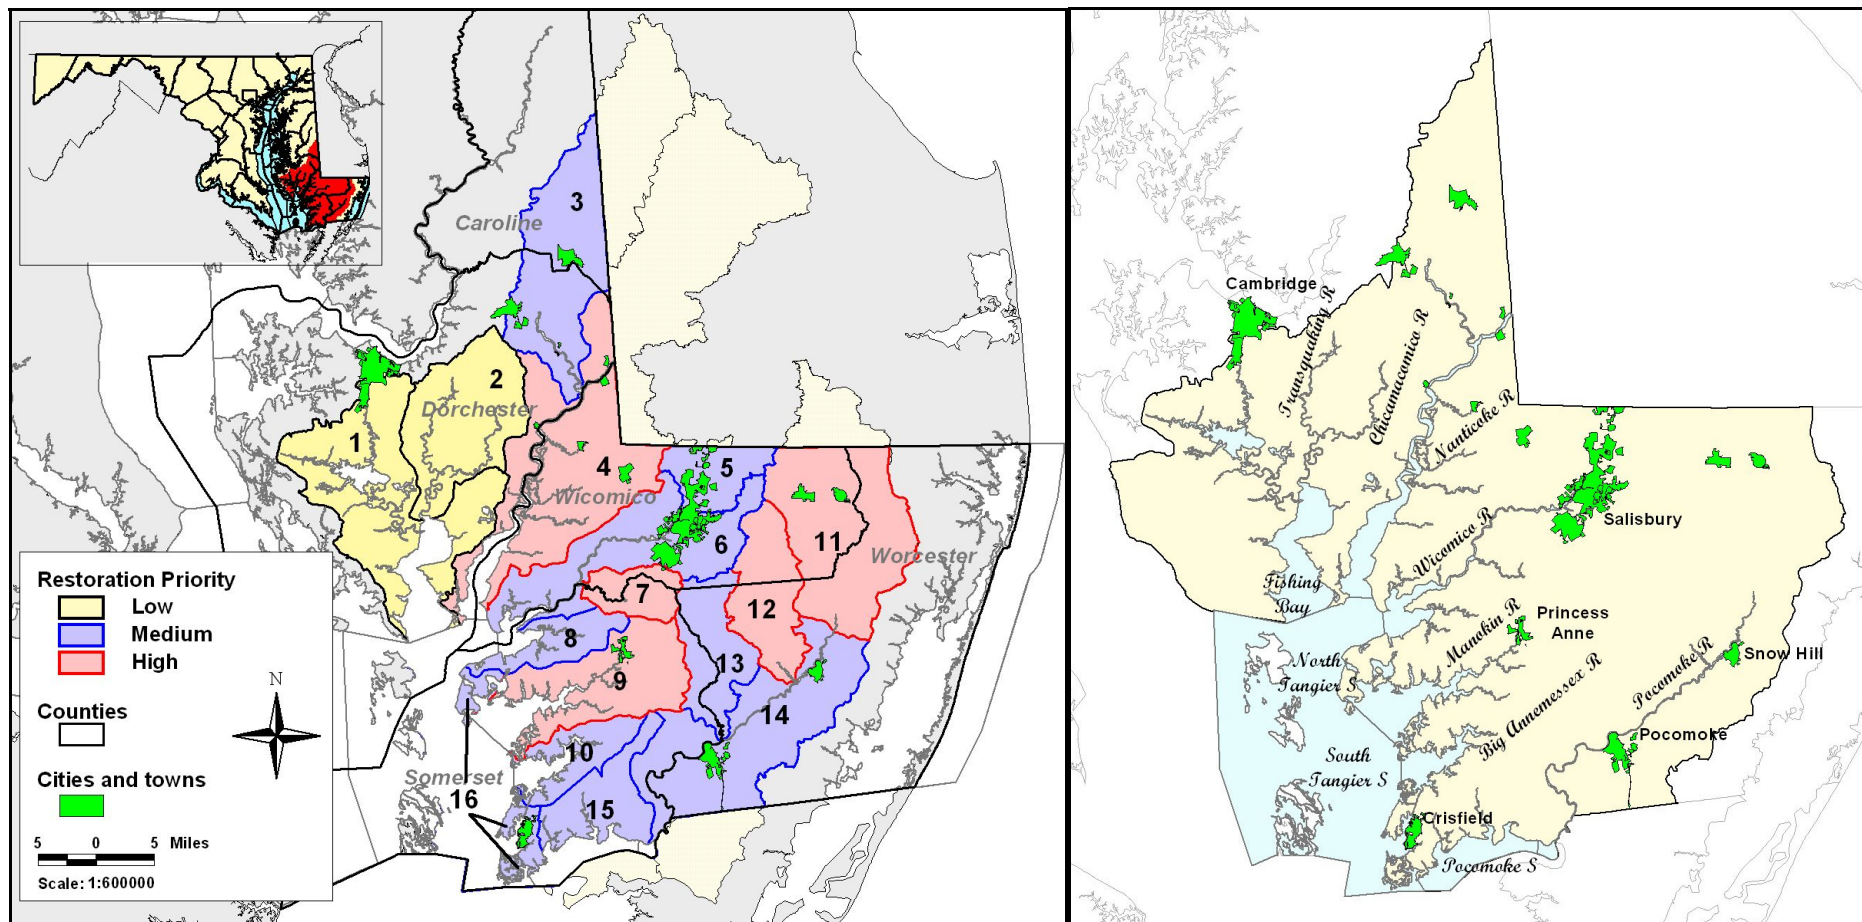 Caroline
3
2
Dorchester
1
4
Wicomico
5
6
11
Worcester
7
12
8
13
9
14
10
Somerset
16
15
Restoration Priority
Low
Medium
High
Counties
Cities and towns
5 0 5 Miles
Scale: 1:600000
N
Cambridge
Transquaking R
Chicamacomico R
Nanticoke R
Salisbury
Wicomico R
Fishing
Bay
Princess
Anne
Manokin R
North
Tangier S
Snow Hill
Pocomoke R
Big Annemessex R
Pocomoke
South
Tangier S
Crisfield
Pocomoke S